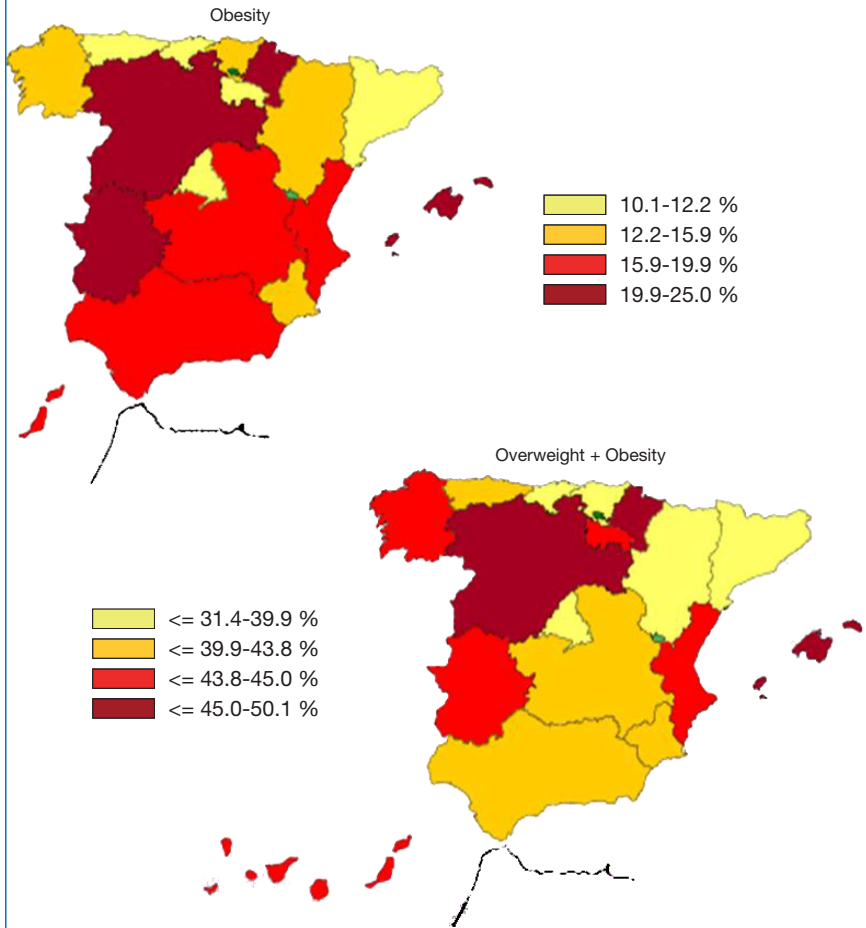 Obesity
10.1-12.2 %
12.2-15.9 %
15.9-19.9 %
19.9-25.0 %
Overweight + Obesity
<= 31.4-39.9 %
<= 39.9-43.8 %
<= 43.8-45.0 %
<= 45.0-50.1 %